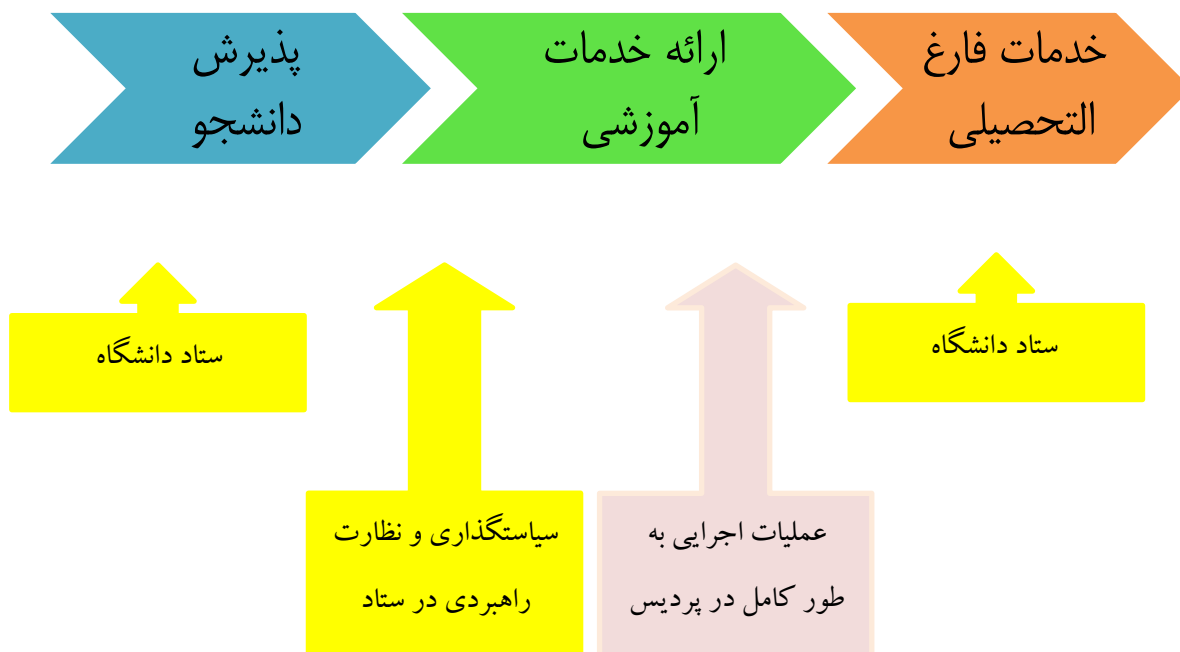 پذیرش
دانشجو
ارائه خدمات
آموزشی
خدمات فارغ
التحصیلی
ستاد دانشگاه
سیاستگذاری و نظارت
راهبردی در ستاد
عملیات اجرایی به
طور کامل در پردیس
ستاد دانشگاه